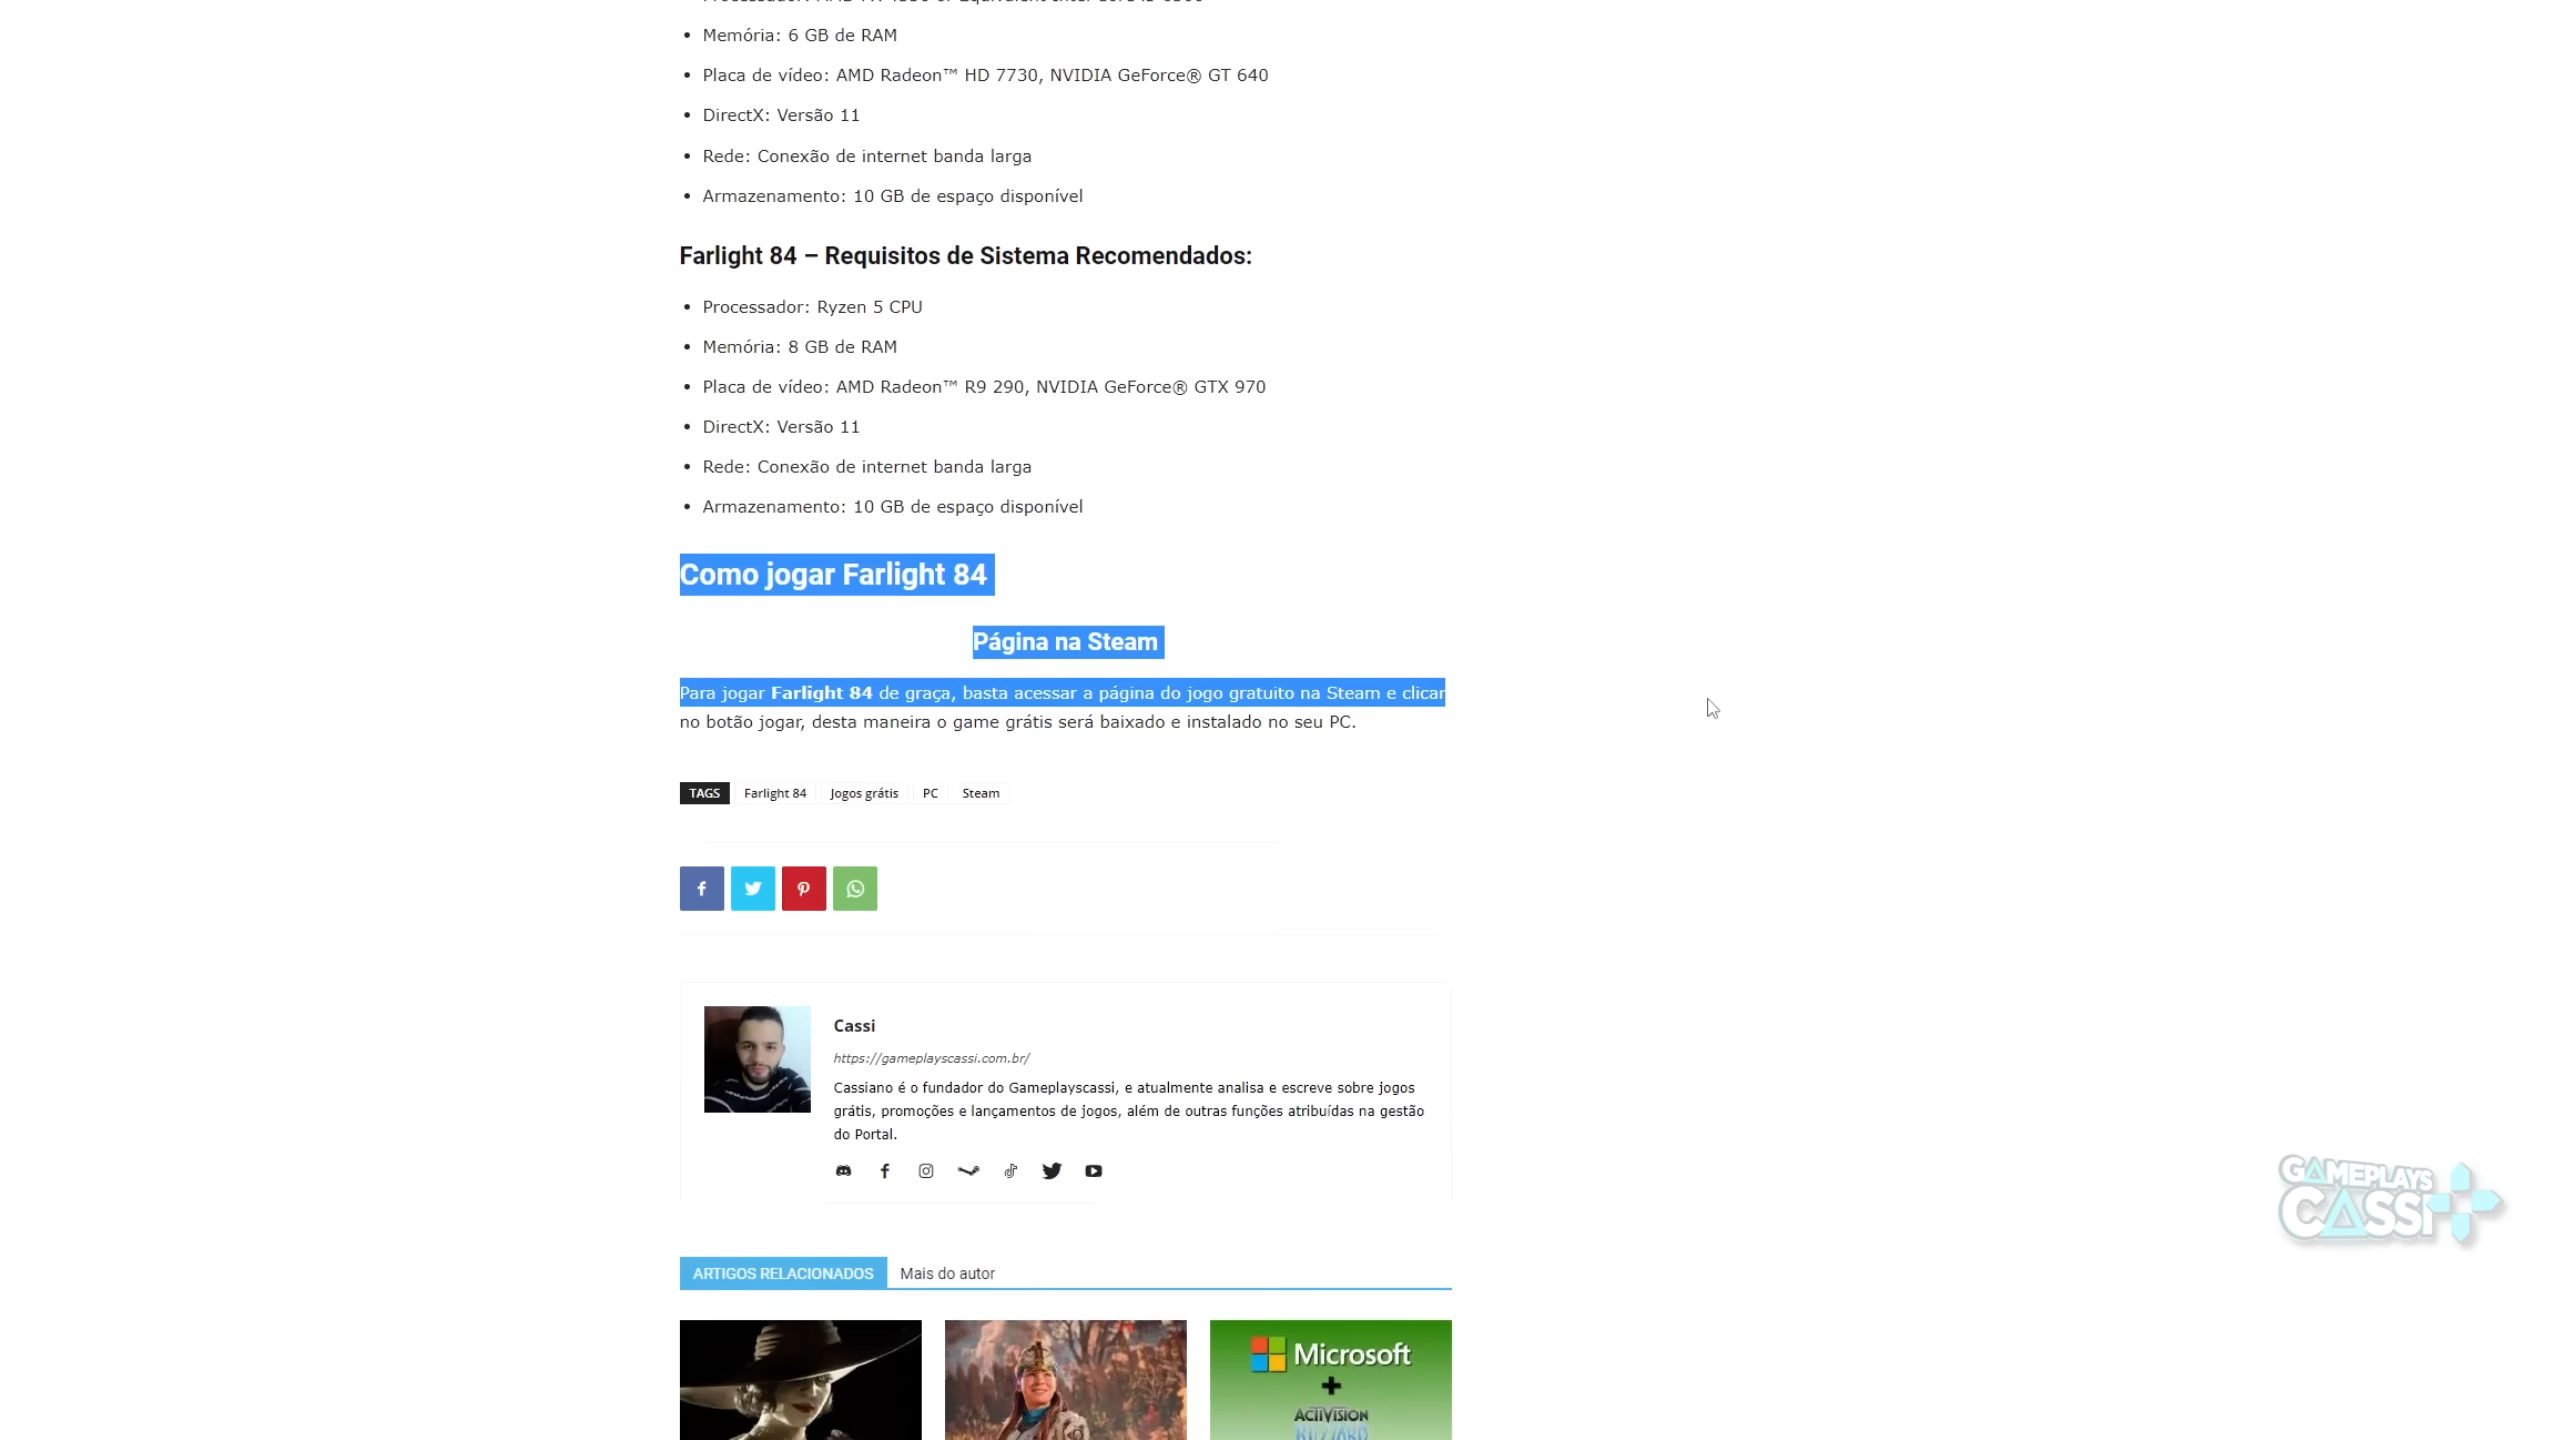 Memória: 6 GB de RAM
Placa de vídeo: AMD Radeon™ HD 7730, NVIDIA GeForce® GT 640
DirectX: Versão 11
Rede: Conexão de internet banda larga
Armazenamento: 10 GB de espaço disponível
Farlight 84 – Requisitos de Sistema Recomendados:
Processador: Ryzen 5 CPU
Memória: 8 GB de RAM
Placa de vídeo: AMD Radeon™ R9 290, NVIDIA GeForce® GTX 970
DirectX: Versão 11
Rede: Conexão de internet banda larga
Armazenamento: 10 GB de espaço disponível
Como jogar Farlight 84
Página na Steam
Para jogar Farlight 84 de graça, basta acessar a página do jogo gratuito na Steam e clicar
no botão jogar, desta maneira o game grátis será baixado e instalado no seu PC.
TAGS Farlight 84 Jogos grátis PC Steam
Cassi
https://gameplayscassi.com.br/
Cassiano é o fundador do Gameplayscassi, e atualmente analisa e escreve sobre jogos
grátis, promoções e lançamentos de jogos, além de outras funções atribuídas na gestão
do Portal.
GAMEPLAYS
CASSI
ARTIGOS RELACIONADOS Mais do autor
Microsoft
+
ACTIVISION